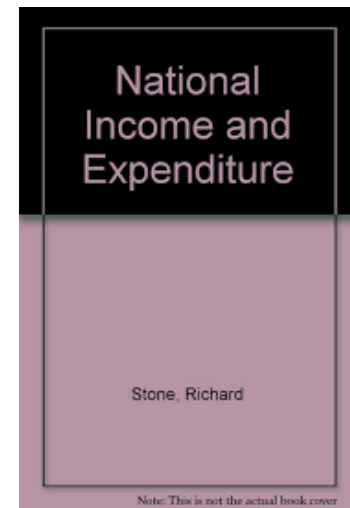 National
Income and
Expenditure
Stone, Richard
Note: This is not the actual book cover